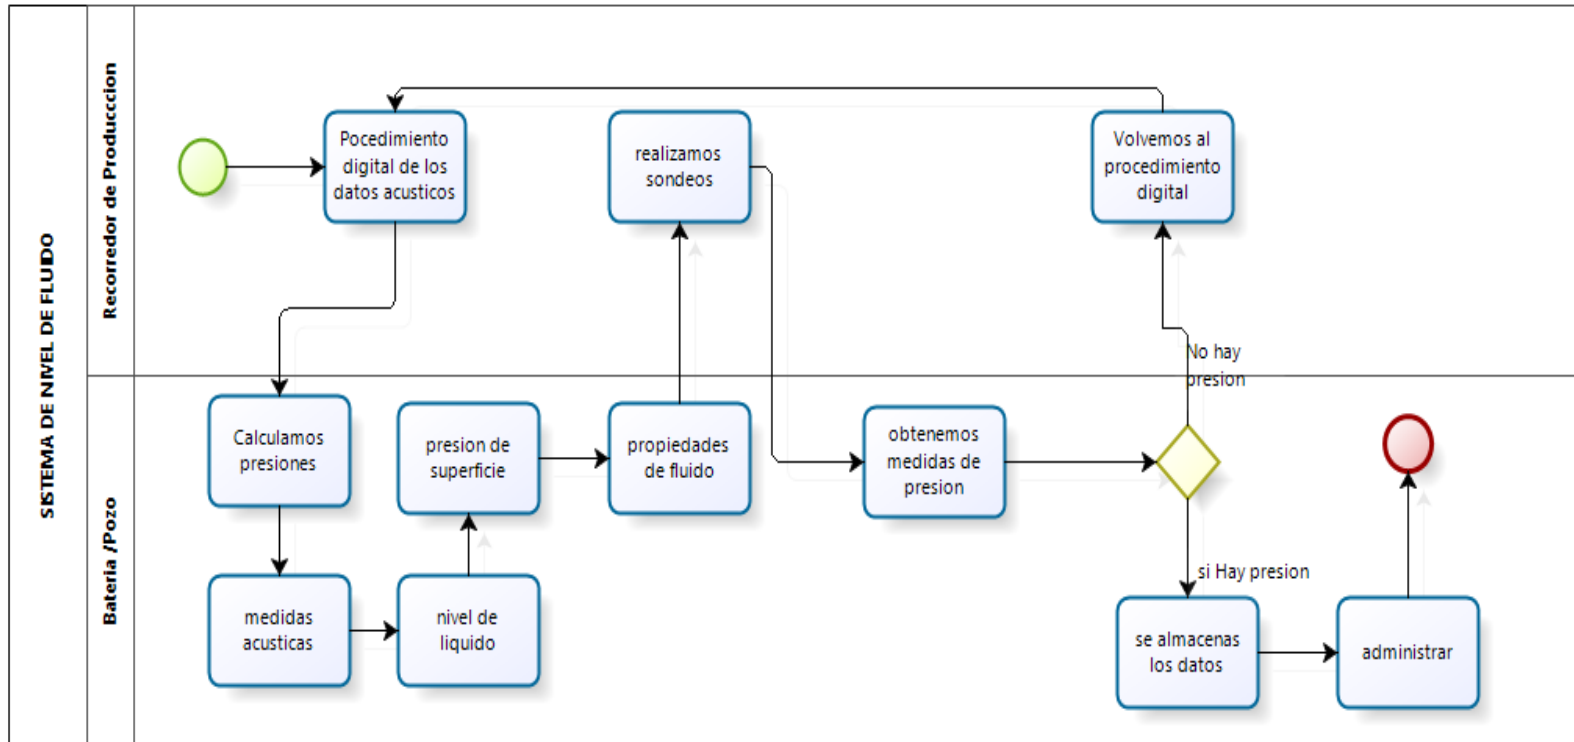 SISTEMA DE NIVEL DE FLUIDO
Recorredor de Producccion
Pocedimiento
digital de los
datos acusticos
realizamos
sondeos
Volvemos al
procedimiento
digital
No hay
presion
Bateria /Pozo
Calculamos
presiones
presion de
superficie
propiedades
de fluido
obtenemos
medidas de
presion
si Hay presion
medidas
acusticas
nivel de
liquido
se almacenas
los datos
administrar